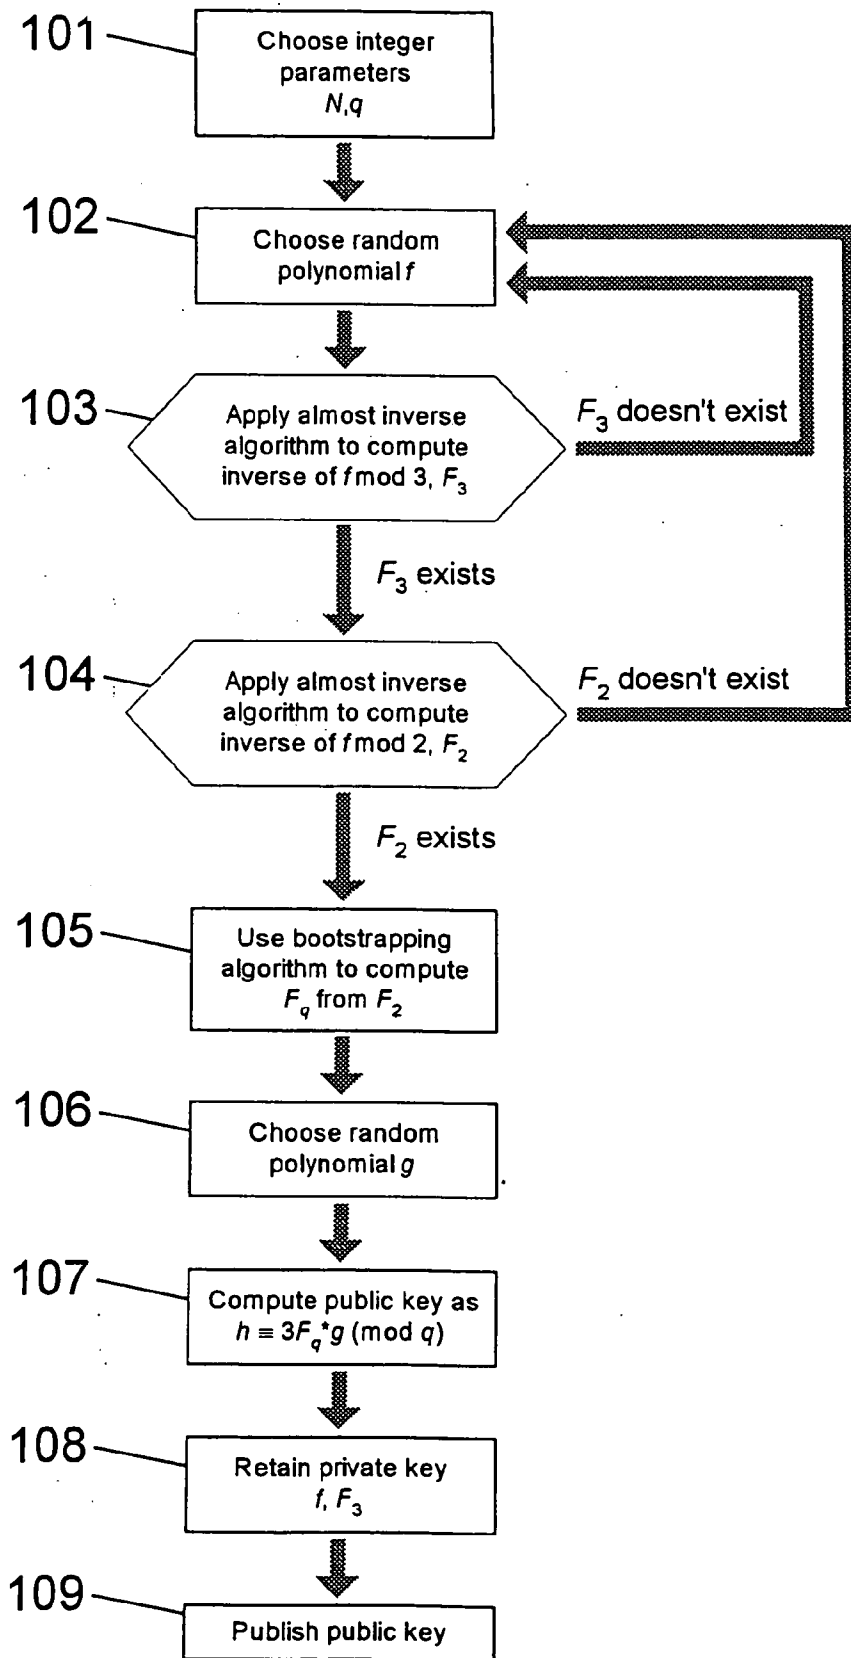 101
Choose integer
parameters
N,q
102
Choose random
polynomial f
103
Apply almost inverse
algorithm to compute
inverse of f mod 3, F₃
F₃ doesn't exist
F₃ exists
104
Apply almost inverse
algorithm to compute
inverse of f mod 2, F₂
F₂ doesn't exist
F₂ exists
105
Use bootstrapping
algorithm to compute
F_q from F₂
106
Choose random
polynomial g
107
Compute public key as
h ≡ 3F_q*g (mod q)
108
Retain private key
f, F₃
109
Publish public key